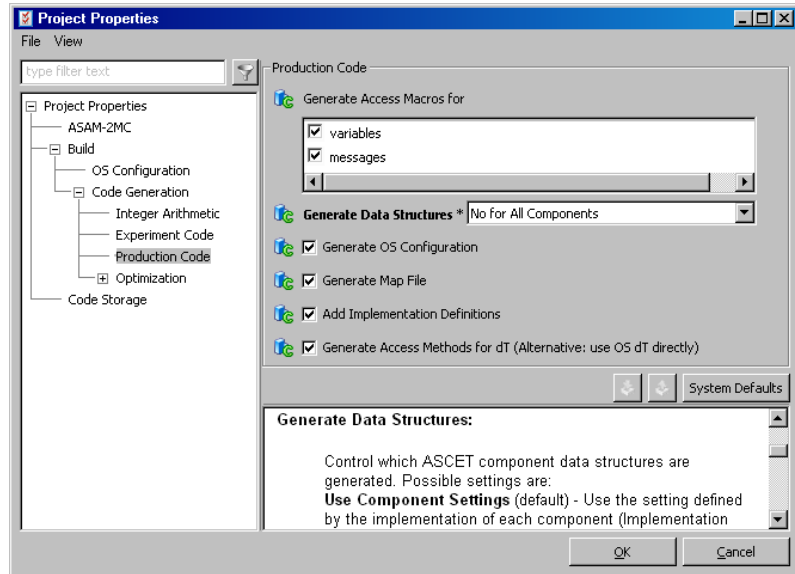 Project Properties
File View
type filter text
Project Properties
ASAM-2MC
Build
OS Configuration
Code Generation
Integer Arithmetic
Experiment Code
Production Code
Optimization
Code Storage
Production Code
Generate Access Macros for
variables
messages
Generate Data Structures * No for All Components
Generate OS Configuration
Generate Map File
Add Implementation Definitions
Generate Access Methods for dT (Alternative: use OS dT directly)
System Defaults
Generate Data Structures:
Control which ASCET component data structures are
generated. Possible settings are:
Use Component Settings (default) - Use the setting defined
by the implementation of each component (Implementation
OK Cancel